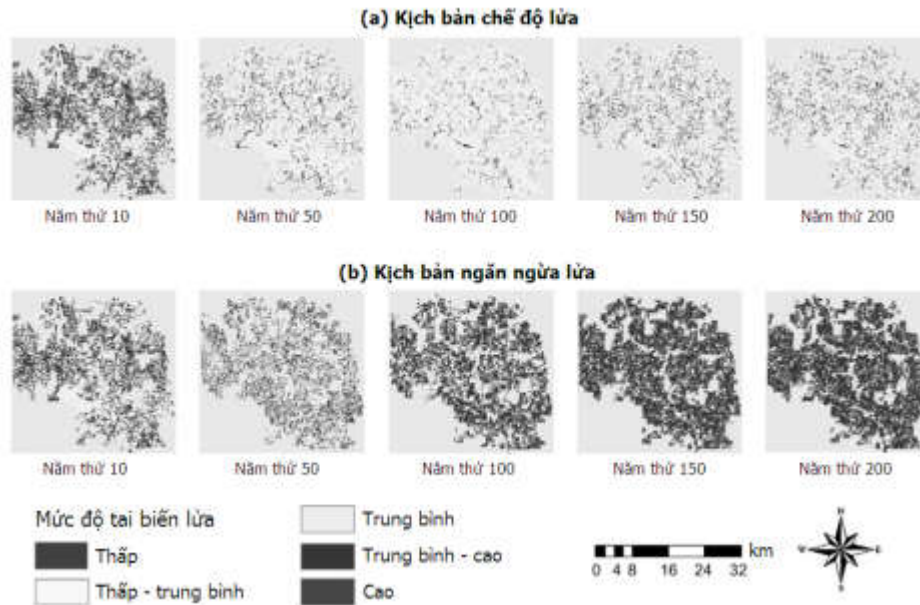 (a) Kịch bản chế độ lửa
Năm thứ 10 Năm thứ 50 Năm thứ 100 Năm thứ 150 Năm thứ 200
(b) Kịch bản ngăn ngừa lửa
Năm thứ 10 Năm thứ 50 Năm thứ 100 Năm thứ 150 Năm thứ 200
Mức độ tai biến lửa
Thấp
Thấp - trung bình
Trung bình
Trung bình - cao
Cao
km
0 4 8 16 24 32
N
W E
S